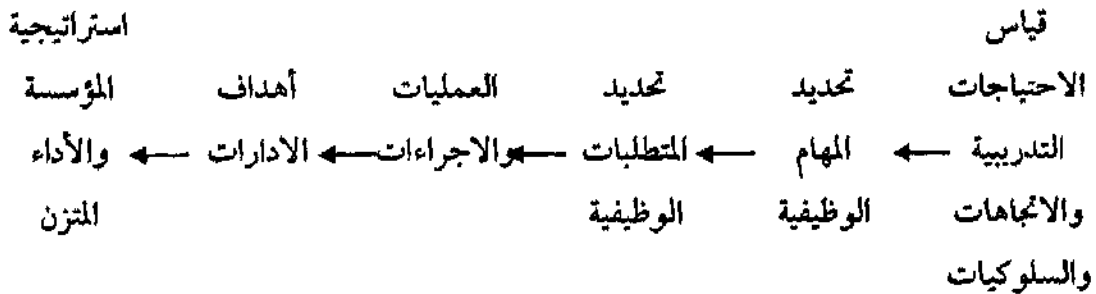 قياس استراتيجية
الاحتياجات تحديد تحديد العمليات أهداف المؤسسة
التدريبية ← المهام ← المتطلبات ← والاجراءات ← الادارات ← والأداء
والاتجاهات الوظيفية الوظيفية المتزن
والسلوكيات